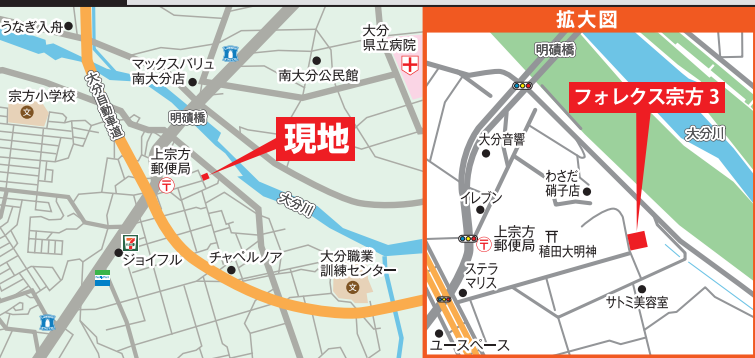 うなぎ入舟
大分
県立病院
マックスバリュ
南大分店
南大分公民館
宗方小学校
文
大分自動車道
明磧橋
現地
上宗方
郵便局
〒
大分川
7
ジョイフル
チャペルノア
大分職業
訓練センター
文
拡大図
明磧橋
フォレクス宗方 3
大分川
大分音響
わさだ
硝子店
イレブン
上宗方
郵便局
〒
植田大明神
ステラ
マリス
サトミ美容室
ユースペース